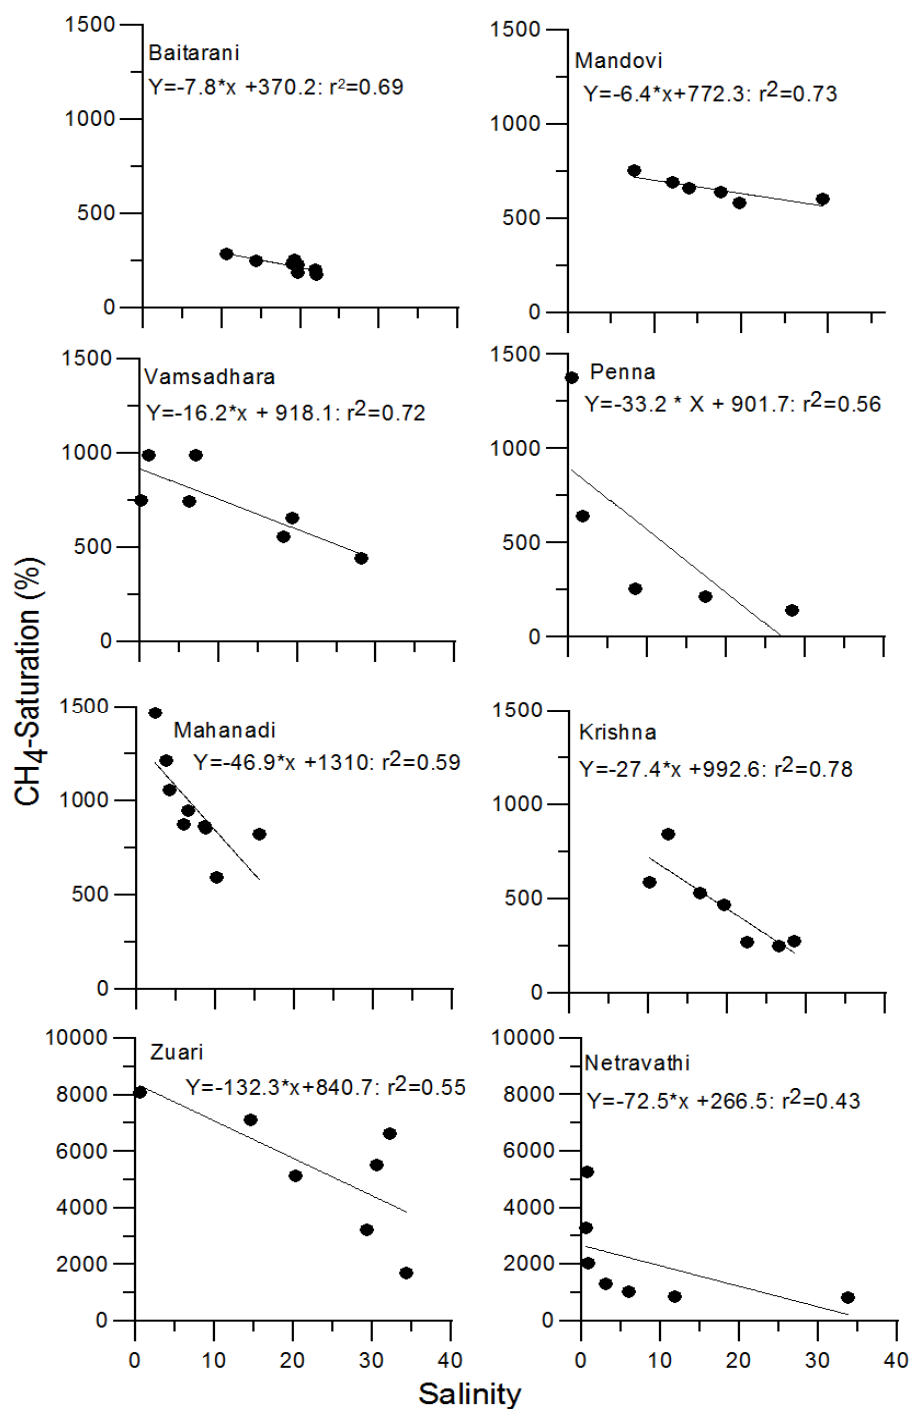 1500
Baitarani
Y=-7.8*x +370.2: r²=0.69
1000
500
0
1500
Mandovi
Y=-6.4*x+772.3: r2=0.73
1000
500
0
1500
Vamsadhara
Y=-16.2*x + 918.1: r2=0.72
1000
500
0
1500
Penna
Y=-33.2 * X + 901.7: r2=0.56
1000
500
0
CH4-Saturation (%)
1500
Mahanadi
Y=-46.9*x +1310: r2=0.59
1000
500
0
1500
Krishna
Y=-27.4*x +992.6: r2=0.78
1000
500
0
10000
Zuari
Y=-132.3*x+840.7: r2=0.55
8000
6000
4000
2000
0
0 10 20 30 40
10000
Netravathi
Y=-72.5*x +266.5: r2=0.43
8000
6000
4000
2000
0
0 10 20 30 40
Salinity